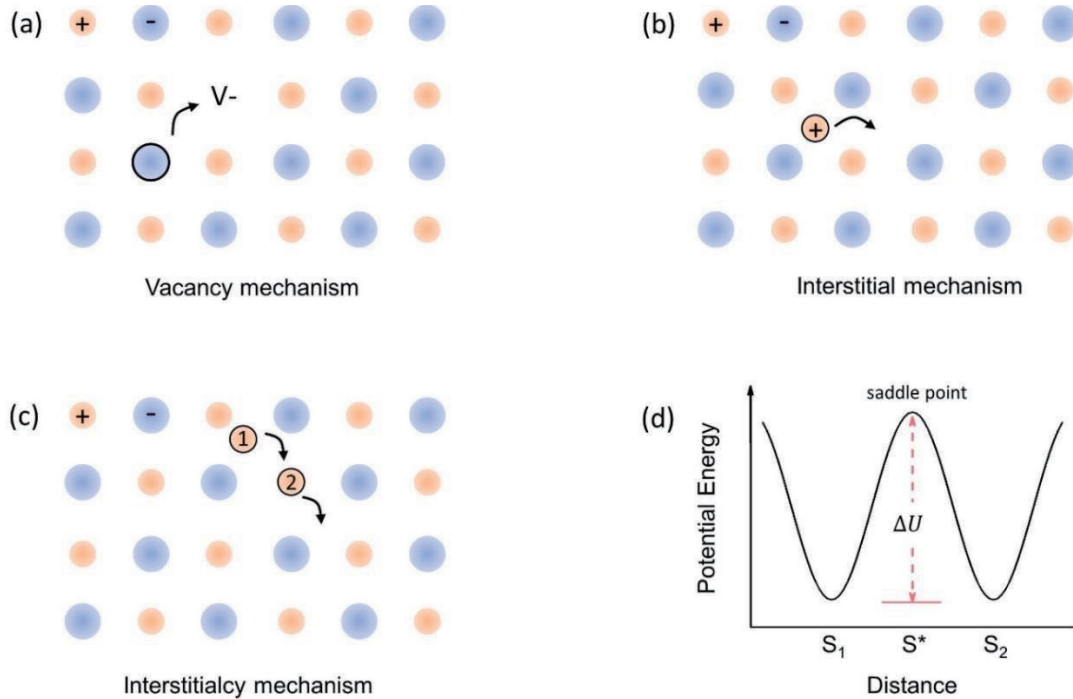 (a)
+ -
V-
Vacancy mechanism
(b)
+ -
+
Interstitial mechanism
(c)
+ -
1
2
Interstitialcy mechanism
(d)
saddle point
Potential Energy
ΔU
S₁ S* S₂
Distance